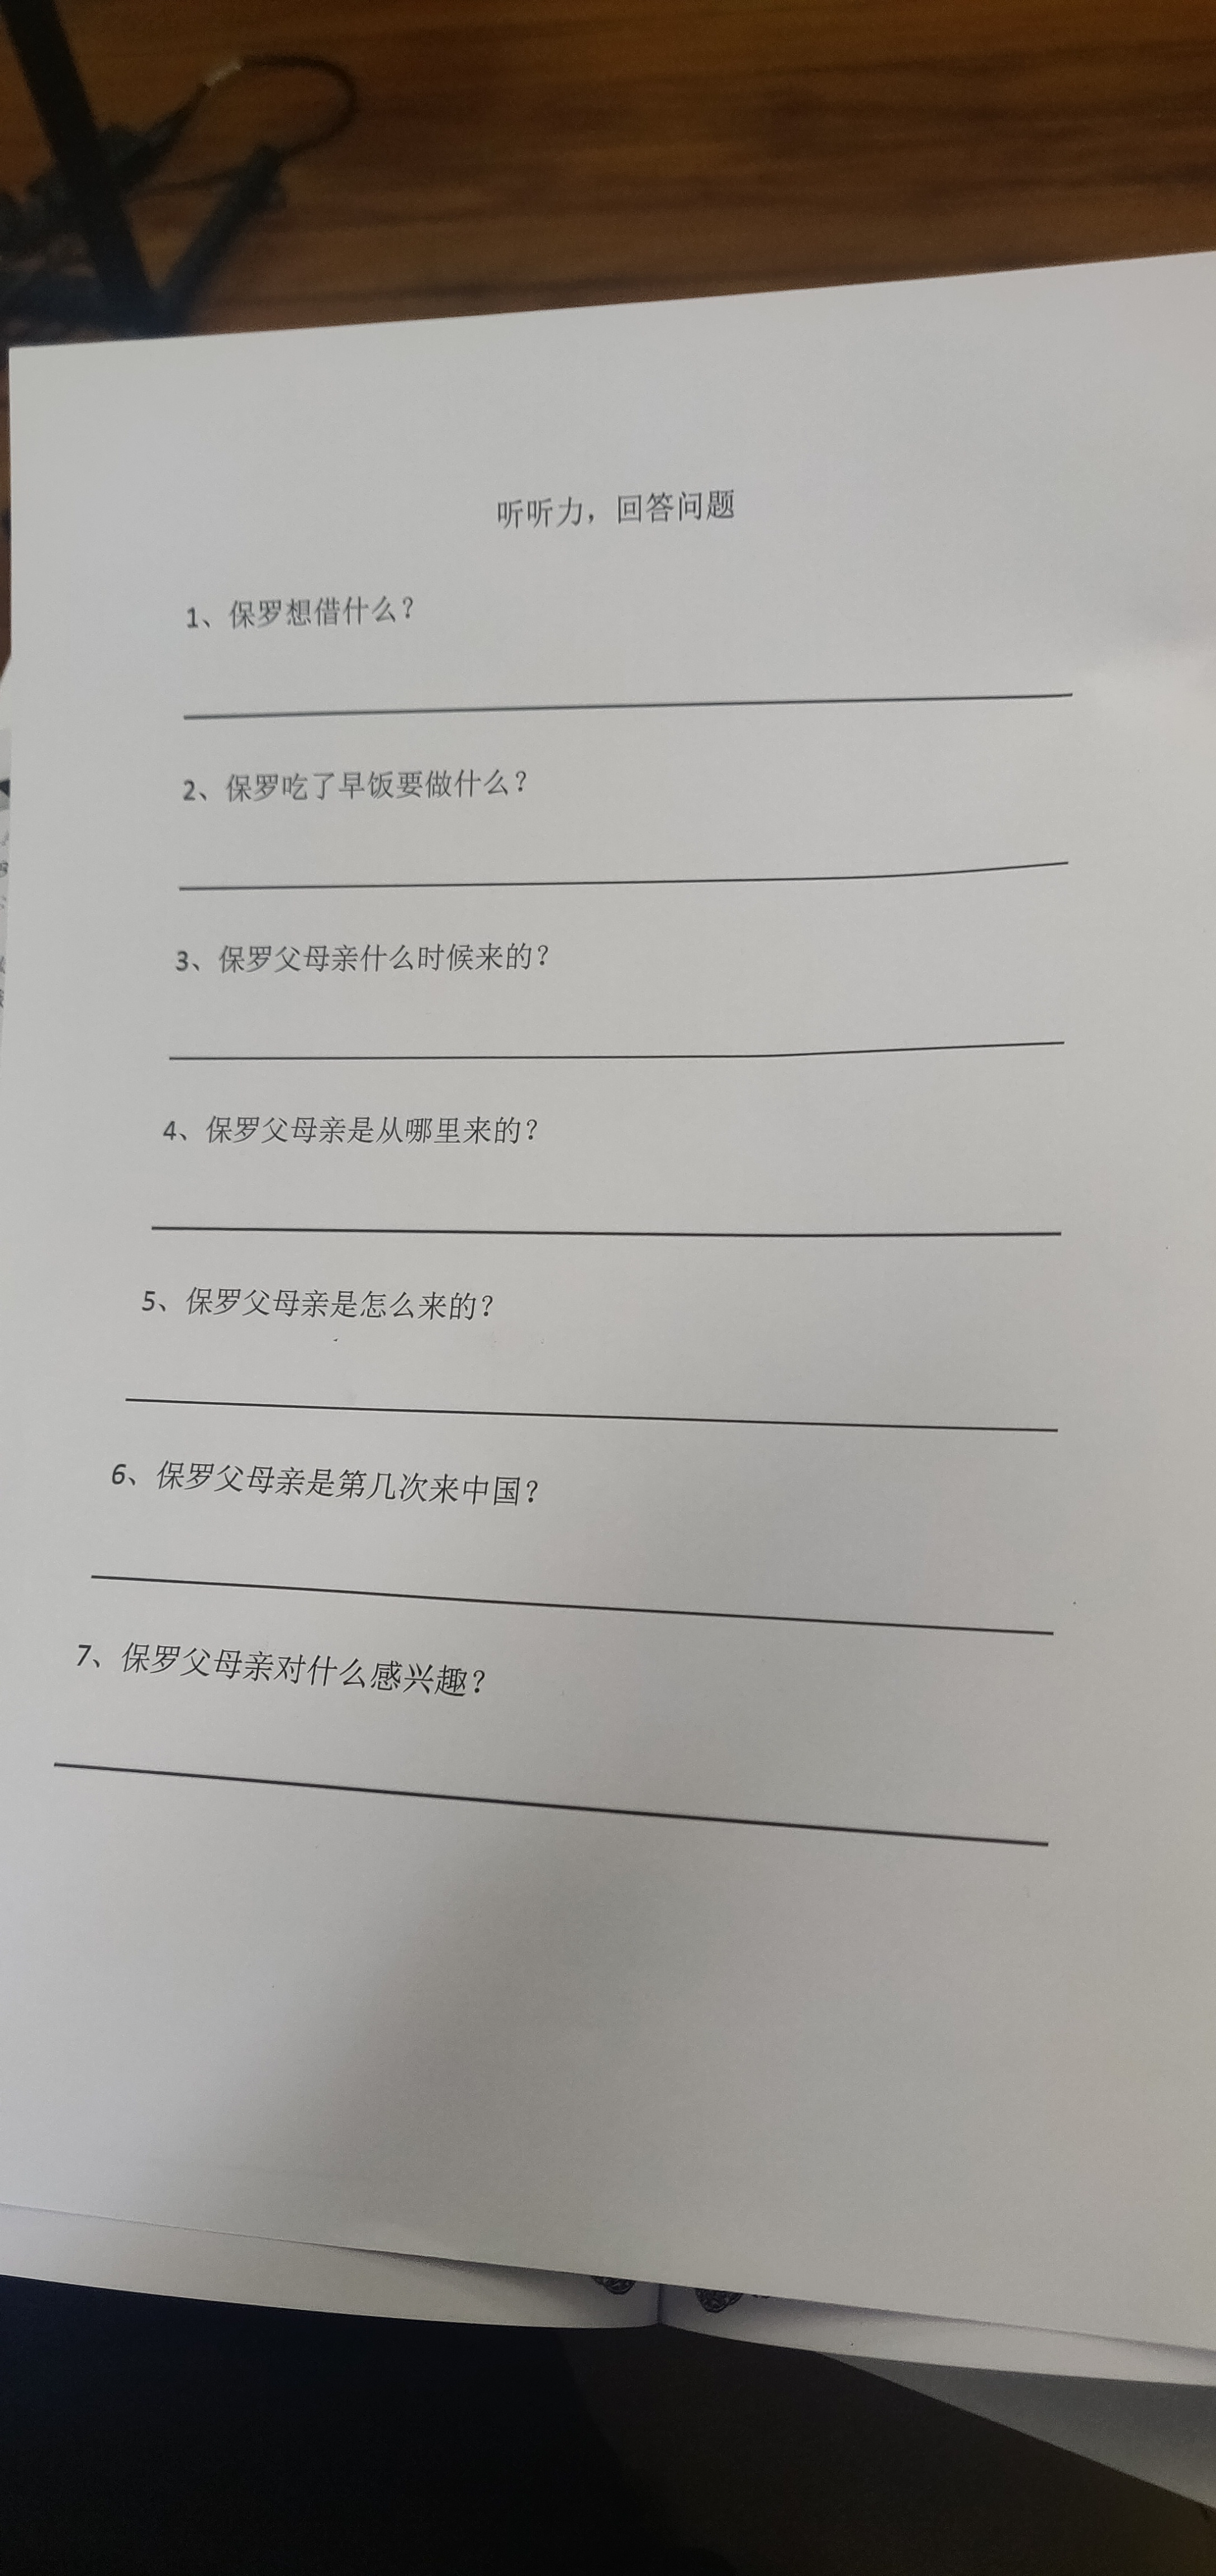 听听力，回答问题
1、保罗想借什么？
2、保罗吃了早饭要做什么？
3、保罗父母亲什么时候来的？
4、保罗父母亲是从哪里来的？
5、保罗父母亲是怎么来的？
6、保罗父母亲是第几次来中国？
7、保罗父母亲对什么感兴趣？